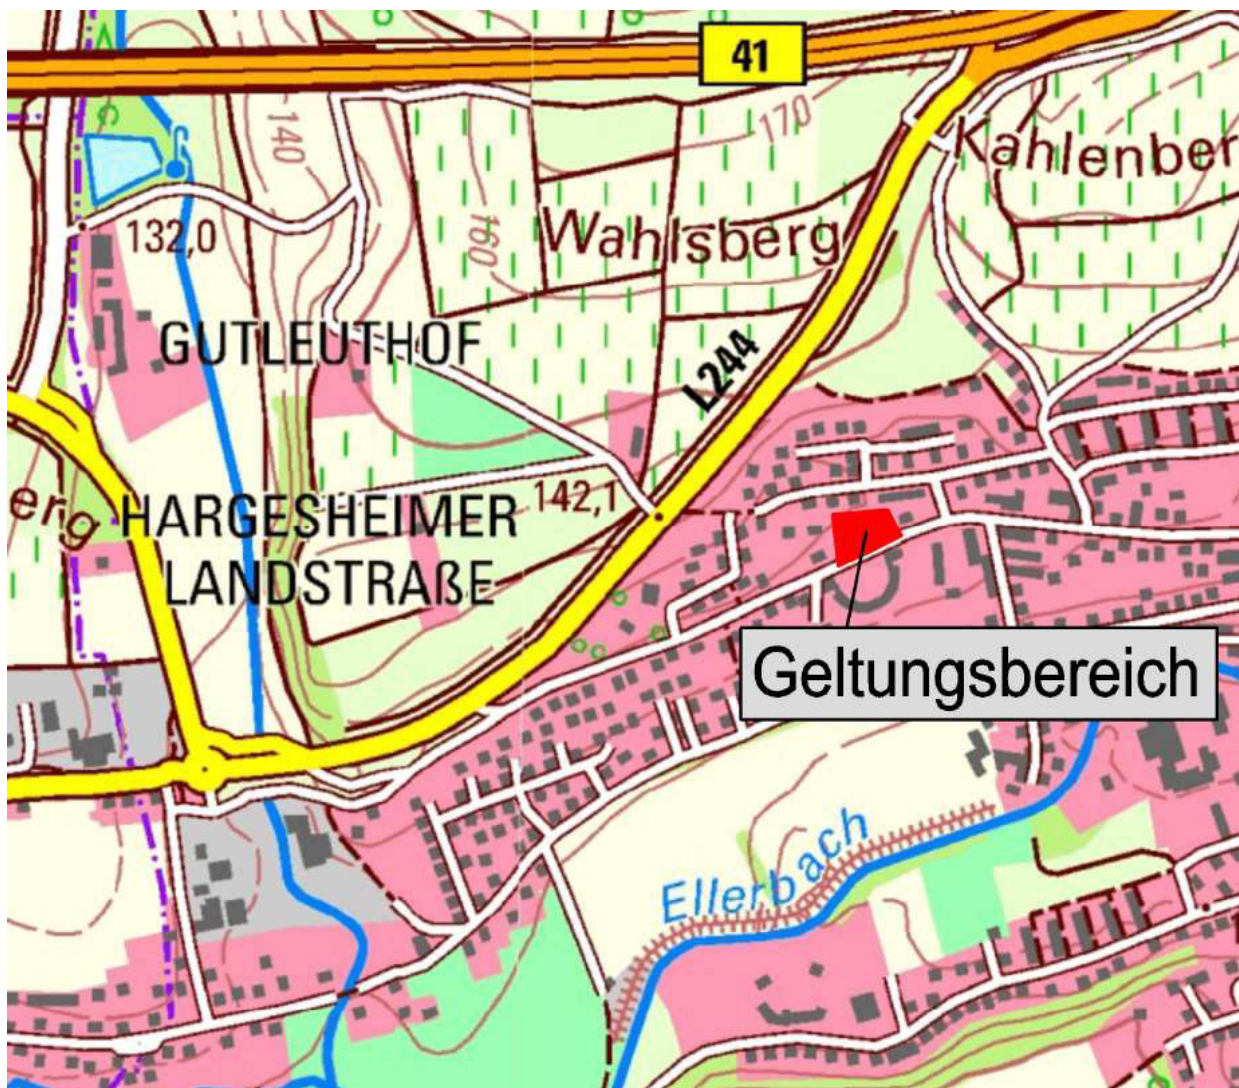 41
170
140
Kahlenber
160
Wahlsberg
132,0
GUTLEUTHOF
L244
142,1
erg
HARGESHEIMER
LANDSTRAßE
Geltungsbereich
Ellerbach